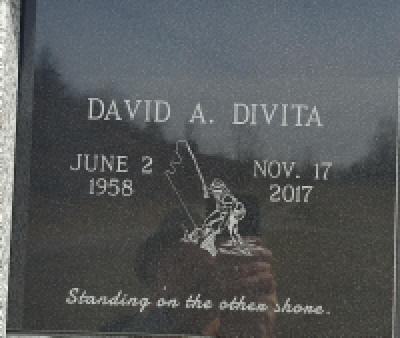 DAVID A. DIVITA
JUNE 2
1958
NOV. 17
2017
Standing on the other shore.